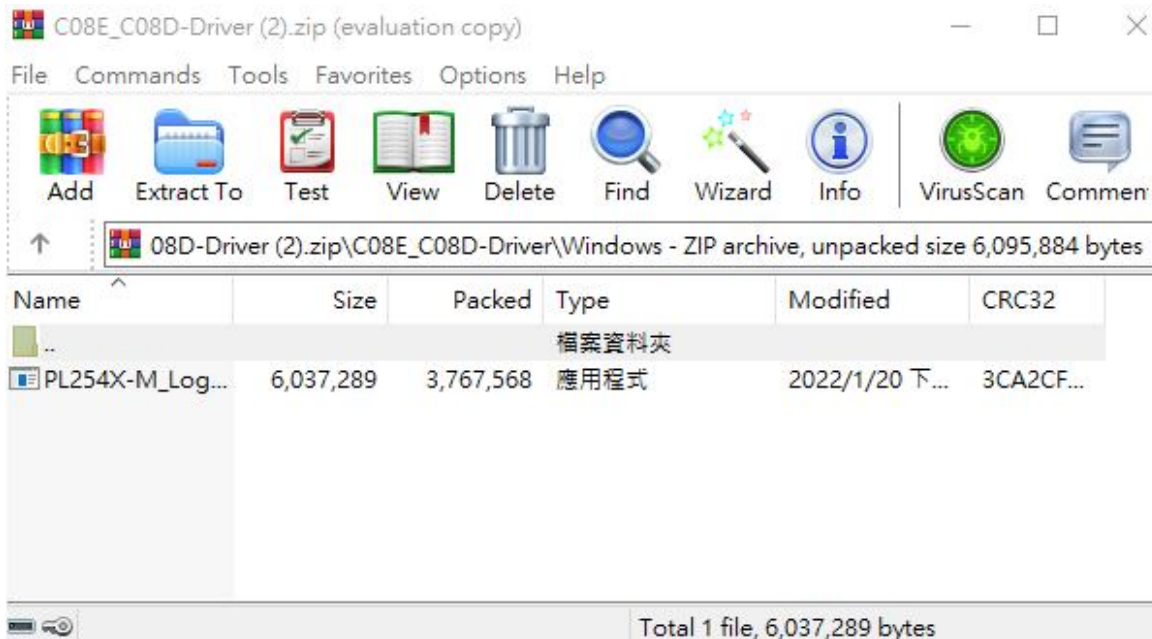 C08E_C08D-Driver (2).zip (evaluation copy)
File Commands Tools Favorites Options Help
Add Extract To Test View Delete Find Wizard Info VirusScan Commen
08D-Driver (2).zip\C08E_C08D-Driver\Windows - ZIP archive, unpacked size 6,095,884 bytes
Name Size Packed Type Modified CRC32
.. 檔案資料夾
PL254X-M_Log... 6,037,289 3,767,568 應用程式 2022/1/20 下... 3CA2CF...
Total 1 file, 6,037,289 bytes